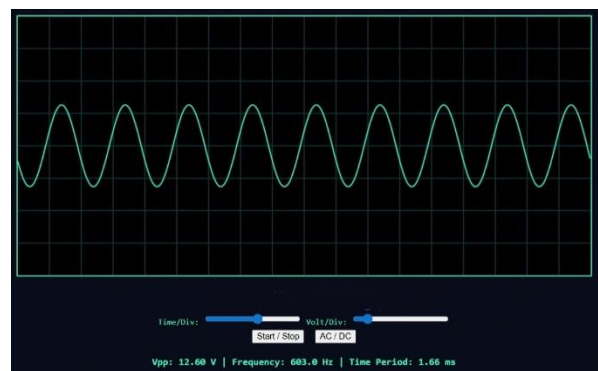 Time/Div: Volt/Div:
Start / Stop AC / DC
Vpp: 12.60 V | Frequency: 603.0 Hz | Time Period: 1.66 ms